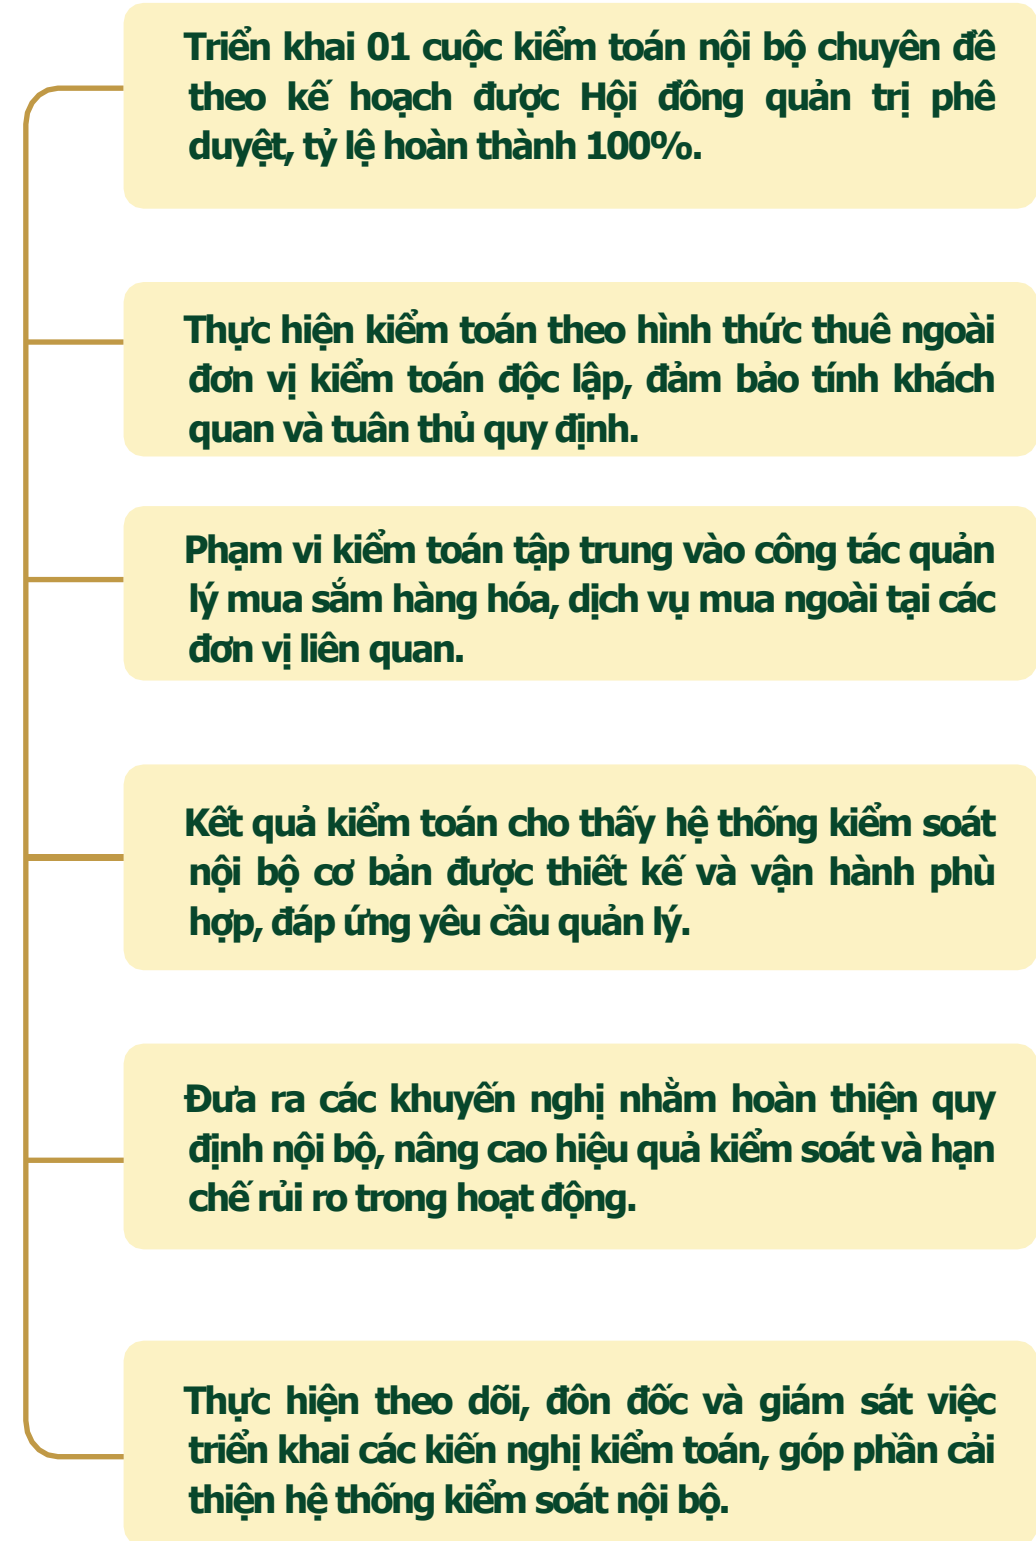 Triển khai 01 cuộc kiểm toán nội bộ chuyên đề
theo kế hoạch được Hội đồng quản trị phê
duyệt, tỷ lệ hoàn thành 100%.
Thực hiện kiểm toán theo hình thức thuê ngoài
đơn vị kiểm toán độc lập, đảm bảo tính khách
quan và tuân thủ quy định.
Phạm vi kiểm toán tập trung vào công tác quản
lý mua sắm hàng hóa, dịch vụ mua ngoài tại các
đơn vị liên quan.
Kết quả kiểm toán cho thấy hệ thống kiểm soát
nội bộ cơ bản được thiết kế và vận hành phù
hợp, đáp ứng yêu cầu quản lý.
Đưa ra các khuyến nghị nhằm hoàn thiện quy
định nội bộ, nâng cao hiệu quả kiểm soát và hạn
chế rủi ro trong hoạt động.
Thực hiện theo dõi, đôn đốc và giám sát việc
triển khai các kiến nghị kiểm toán, góp phần cải
thiện hệ thống kiểm soát nội bộ.